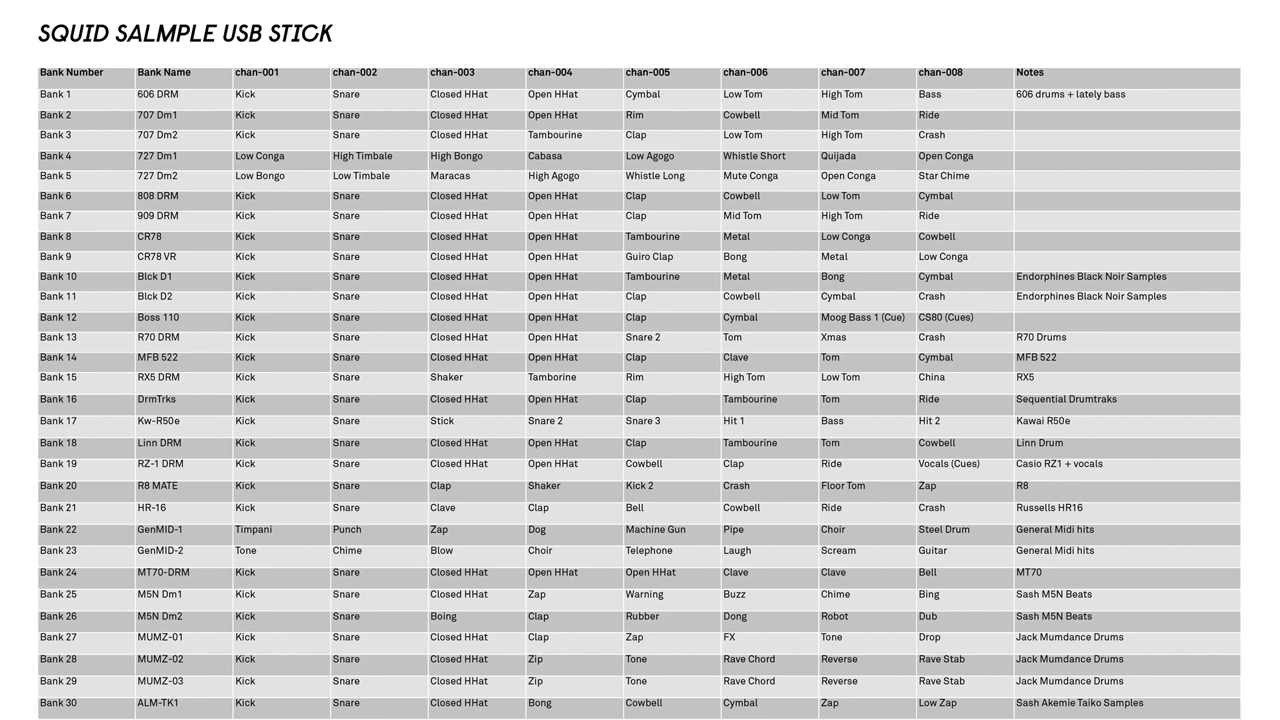 SQUID SALMPLE USB STICK
Bank Number Bank Name chan-001 chan-002 chan-003 chan-004 chan-005 chan-006 chan-007 chan-008 Notes
Bank 1 606 DRM Kick Snare Closed HHat Open HHat Cymbal Low Tom High Tom Bass 606 drums + lately bass
Bank 2 707 Dm1 Kick Snare Closed HHat Open HHat Rim Cowbell Mid Tom Ride
Bank 3 707 Dm2 Kick Snare Closed HHat Tambourine Clap Low Tom High Tom Crash
Bank 4 727 Dm1 Low Conga High Timbale High Bongo Cabasa Low Agogo Whistle Short Quijada Open Conga
Bank 5 727 Dm2 Low Bongo Low Timbale Maracas High Agogo Whistle Long Mute Conga Open Conga Star Chime
Bank 6 808 DRM Kick Snare Closed HHat Open HHat Clap Cowbell Low Tom Cymbal
Bank 7 909 DRM Kick Snare Closed HHat Open HHat Clap Mid Tom High Tom Ride
Bank 8 CR78 Kick Snare Closed HHat Open HHat Tambourine Metal Low Conga Cowbell
Bank 9 CR78 VR Kick Snare Closed HHat Open HHat Guiro Clap Bong Metal Low Conga
Bank 10 Blck D1 Kick Snare Closed HHat Open HHat Tambourine Metal Bong Cymbal Endorphines Black Noir Samples
Bank 11 Blck D2 Kick Snare Closed HHat Open HHat Clap Cowbell Cymbal Crash Endorphines Black Noir Samples
Bank 12 Boss 110 Kick Snare Closed HHat Open HHat Clap Cymbal Moog Bass 1 (Cue) CS80 (Cues)
Bank 13 R70 DRM Kick Snare Closed HHat Open HHat Snare 2 Tom Xmas Crash R70 Drums
Bank 14 MFB 522 Kick Snare Closed HHat Open HHat Clap Clave Tom Cymbal MFB 522
Bank 15 RX5 DRM Kick Snare Shaker Tamborine Rim High Tom Low Tom China RX5
Bank 16 DrmTrks Kick Snare Closed HHat Open HHat Clap Tambourine Tom Ride Sequential Drumtraks
Bank 17 Kw-R50e Kick Snare Stick Snare 2 Snare 3 Hit 1 Bass Hit 2 Kawai R50e
Bank 18 Linn DRM Kick Snare Closed HHat Open HHat Clap Tambourine Tom Cowbell Linn Drum
Bank 19 RZ-1 DRM Kick Snare Closed HHat Open HHat Cowbell Clap Ride Vocals (Cues) Casio RZ1 + vocals
Bank 20 R8 MATE Kick Snare Clap Shaker Kick 2 Crash Floor Tom Zap R8
Bank 21 HR-16 Kick Snare Clave Clap Bell Cowbell Ride Crash Russells HR16
Bank 22 GenMID-1 Timpani Punch Zap Dog Machine Gun Pipe Choir Steel Drum General Midi hits
Bank 23 GenMID-2 Tone Chime Blow Choir Telephone Laugh Scream Guitar General Midi hits
Bank 24 MT70-DRM Kick Snare Closed HHat Open HHat Open HHat Clave Clave Bell MT70
Bank 25 M5N Dm1 Kick Snare Closed HHat Zap Warning Buzz Chime Bing Sash M5N Beats
Bank 26 M5N Dm2 Kick Snare Boing Clap Rubber Dong Robot Dub Sash M5N Beats
Bank 27 MUMZ-01 Kick Snare Closed HHat Clap Zap FX Tone Drop Jack Mumdance Drums
Bank 28 MUMZ-02 Kick Snare Closed HHat Zip Tone Rave Chord Reverse Rave Stab Jack Mumdance Drums
Bank 29 MUMZ-03 Kick Snare Closed HHat Zip Tone Rave Chord Reverse Rave Stab Jack Mumdance Drums
Bank 30 ALM-TK1 Kick Snare Closed HHat Bong Cowbell Cymbal Zap Low Zap Sash Akemie Taiko Samples